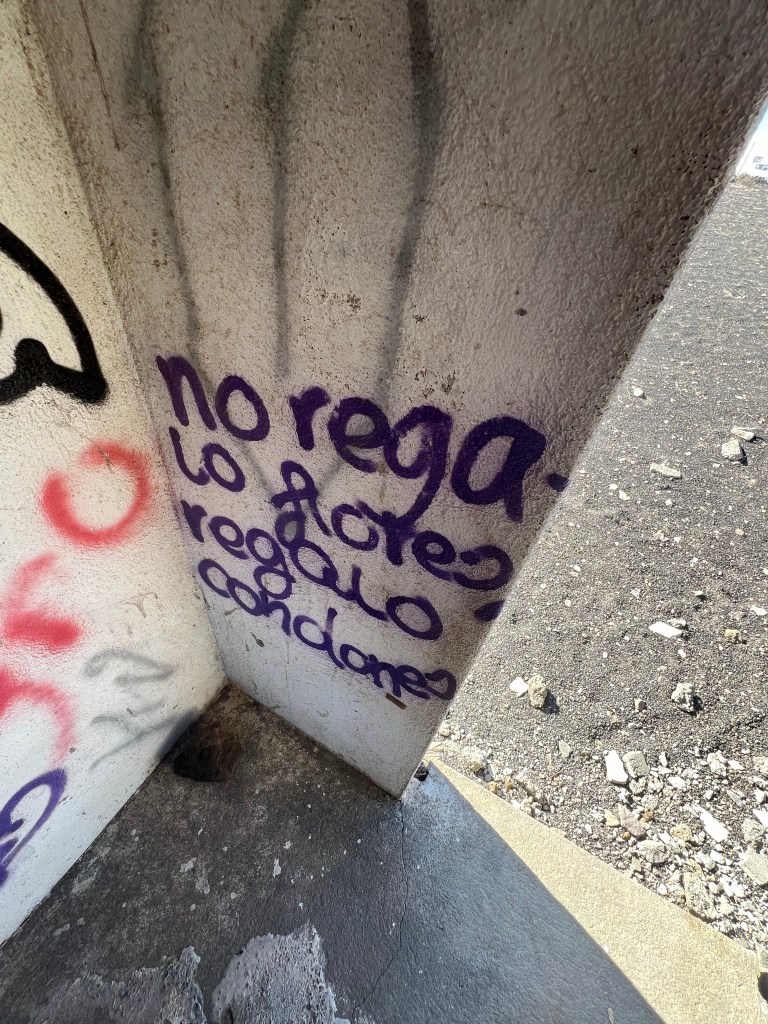 no rega-
lo flores
regalo -
condones